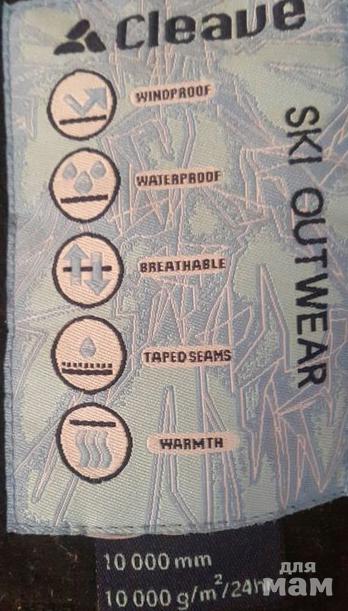 Cleave
WINDPROOF
WATERPROOF
BREATHABLE
TAPED SEAMS
WARMTH
SKI OUTWEAR
10 000 mm
10 000 g/m²/24h
для
мам